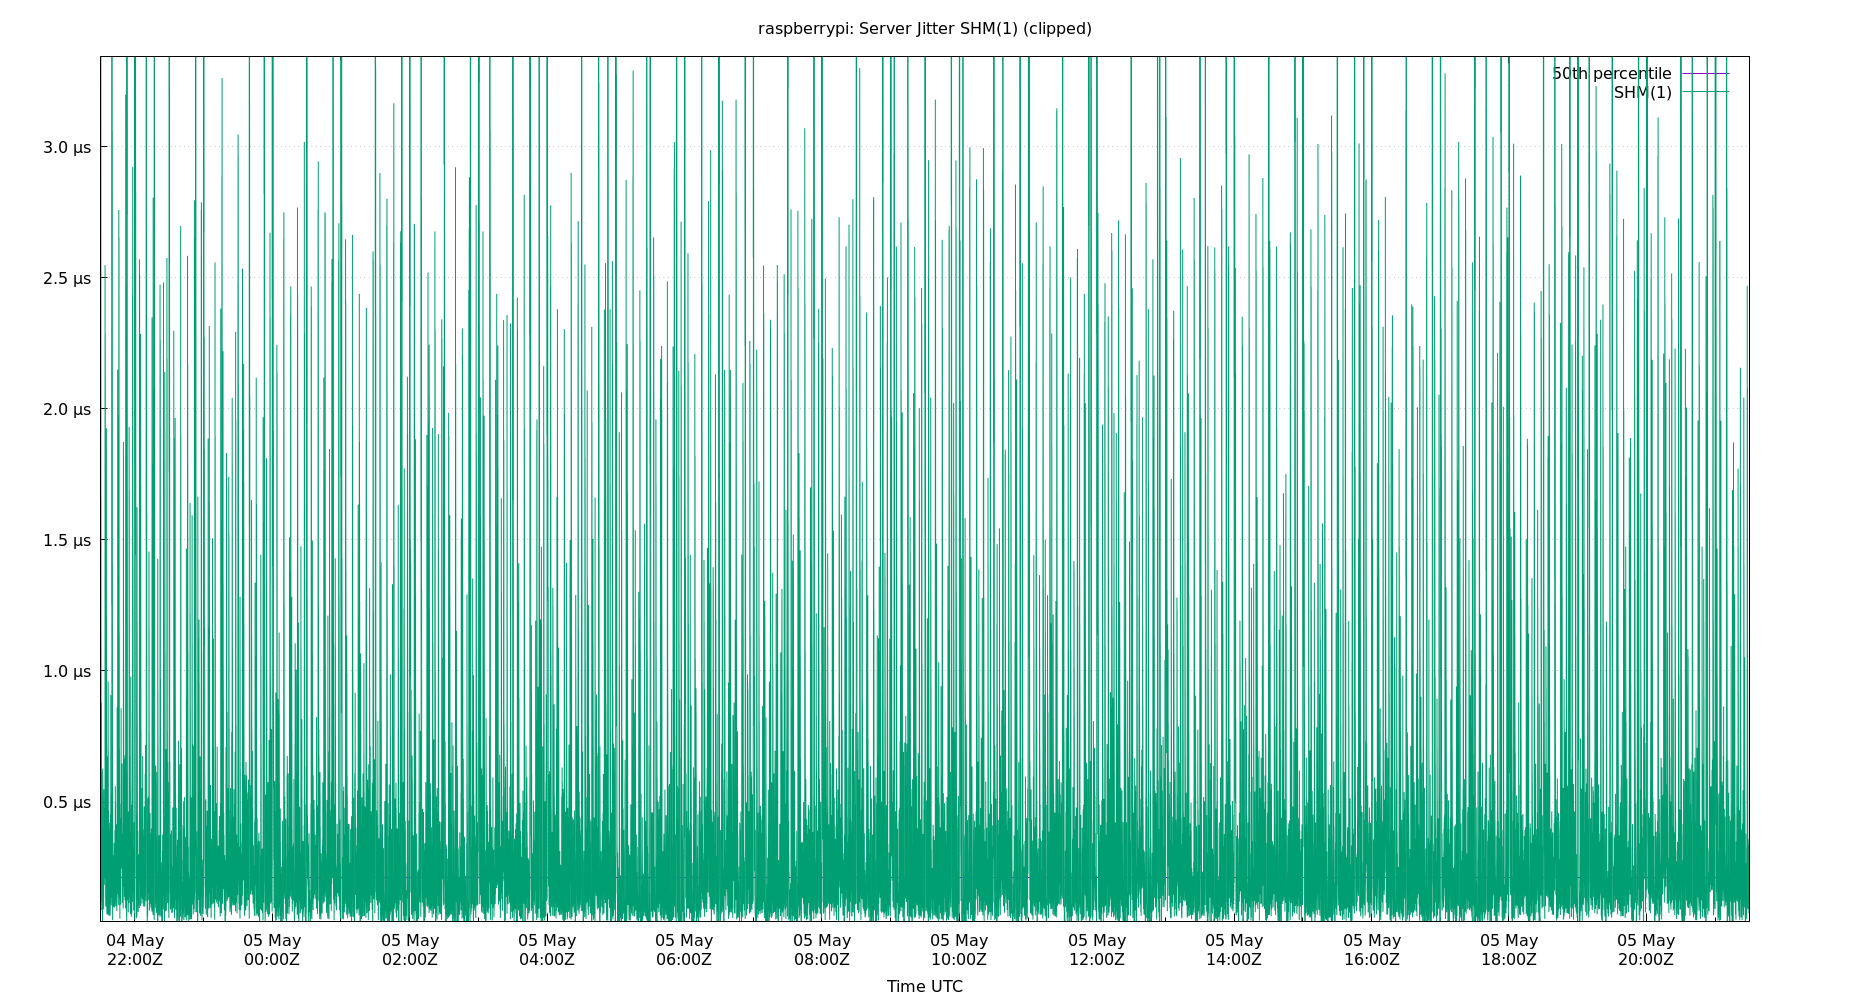 raspberrypi: Server Jitter SHM(1) (clipped)
50th percentile
SHM(1)
3.0 μs
2.5 μs
2.0 μs
1.5 μs
1.0 μs
0.5 μs
04 May 05 May 05 May 05 May 05 May 05 May 05 May 05 May 05 May 05 May 05 May 05 May
22:00Z 00:00Z 02:00Z 04:00Z 06:00Z 08:00Z 10:00Z 12:00Z 14:00Z 16:00Z 18:00Z 20:00Z
Time UTC